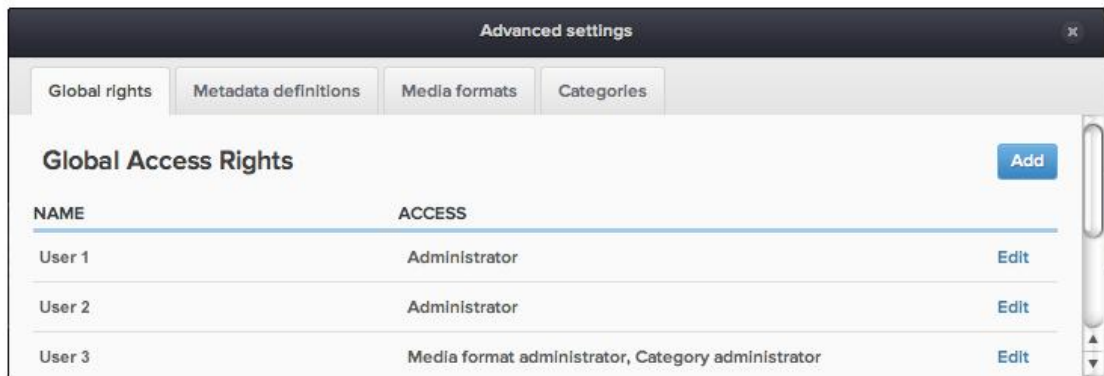 Advanced settings
Global rights Metadata definitions Media formats Categories
Global Access Rights Add
NAME ACCESS
User 1 Administrator Edit
User 2 Administrator Edit
User 3 Media format administrator, Category administrator Edit